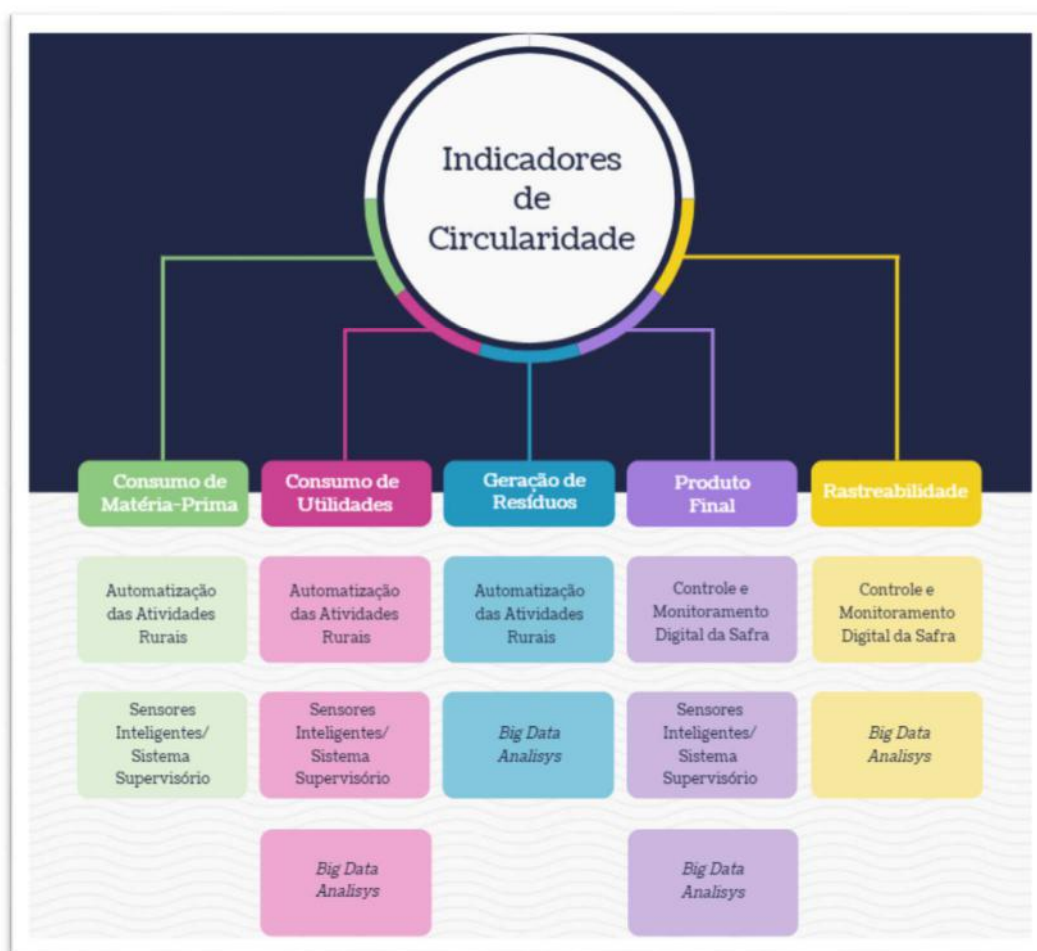 Indicadores
de
Circularidade
Consumo de
Matéria-Prima
Consumo de
Utilidades
Geração de
Resíduos
Produto
Final
Rastreabilidade
Automatização
das Atividades
Rurais
Automatização
das Atividades
Rurais
Automatização
das Atividades
Rurais
Controle e
Monitoramento
Digital da Safra
Controle e
Monitoramento
Digital da Safra
Sensores
Inteligentes/
Sistema
Supervisório
Sensores
Inteligentes/
Sistema
Supervisório
Big Data
Analisys
Sensores
Inteligentes/
Sistema
Supervisório
Big Data
Analisys
Big Data
Analisys
Big Data
Analisys